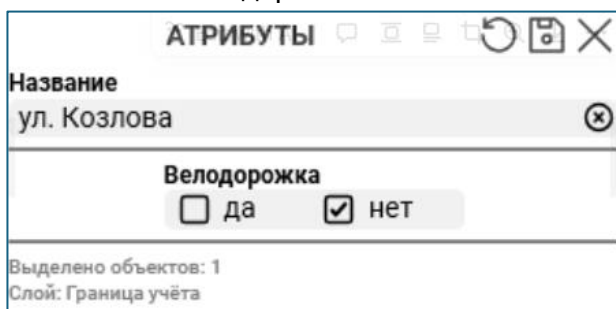 АТРИБУТЫ
Название
ул. Козлова
Велодорожка
да нет
Выделено объектов: 1
Слой: Граница учёта